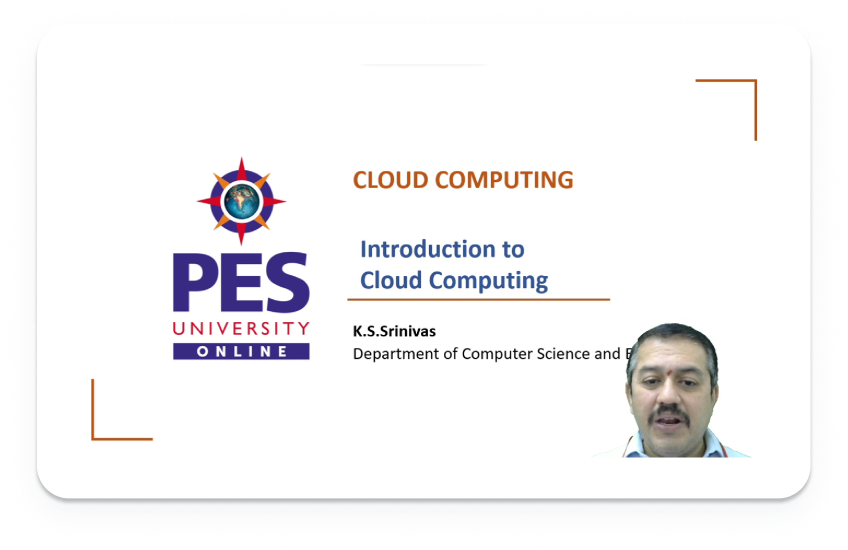 CLOUD COMPUTING
Introduction to
Cloud Computing
PES
UNIVERSITY
ONLINE
K.S.Srinivas
Department of Computer Science and